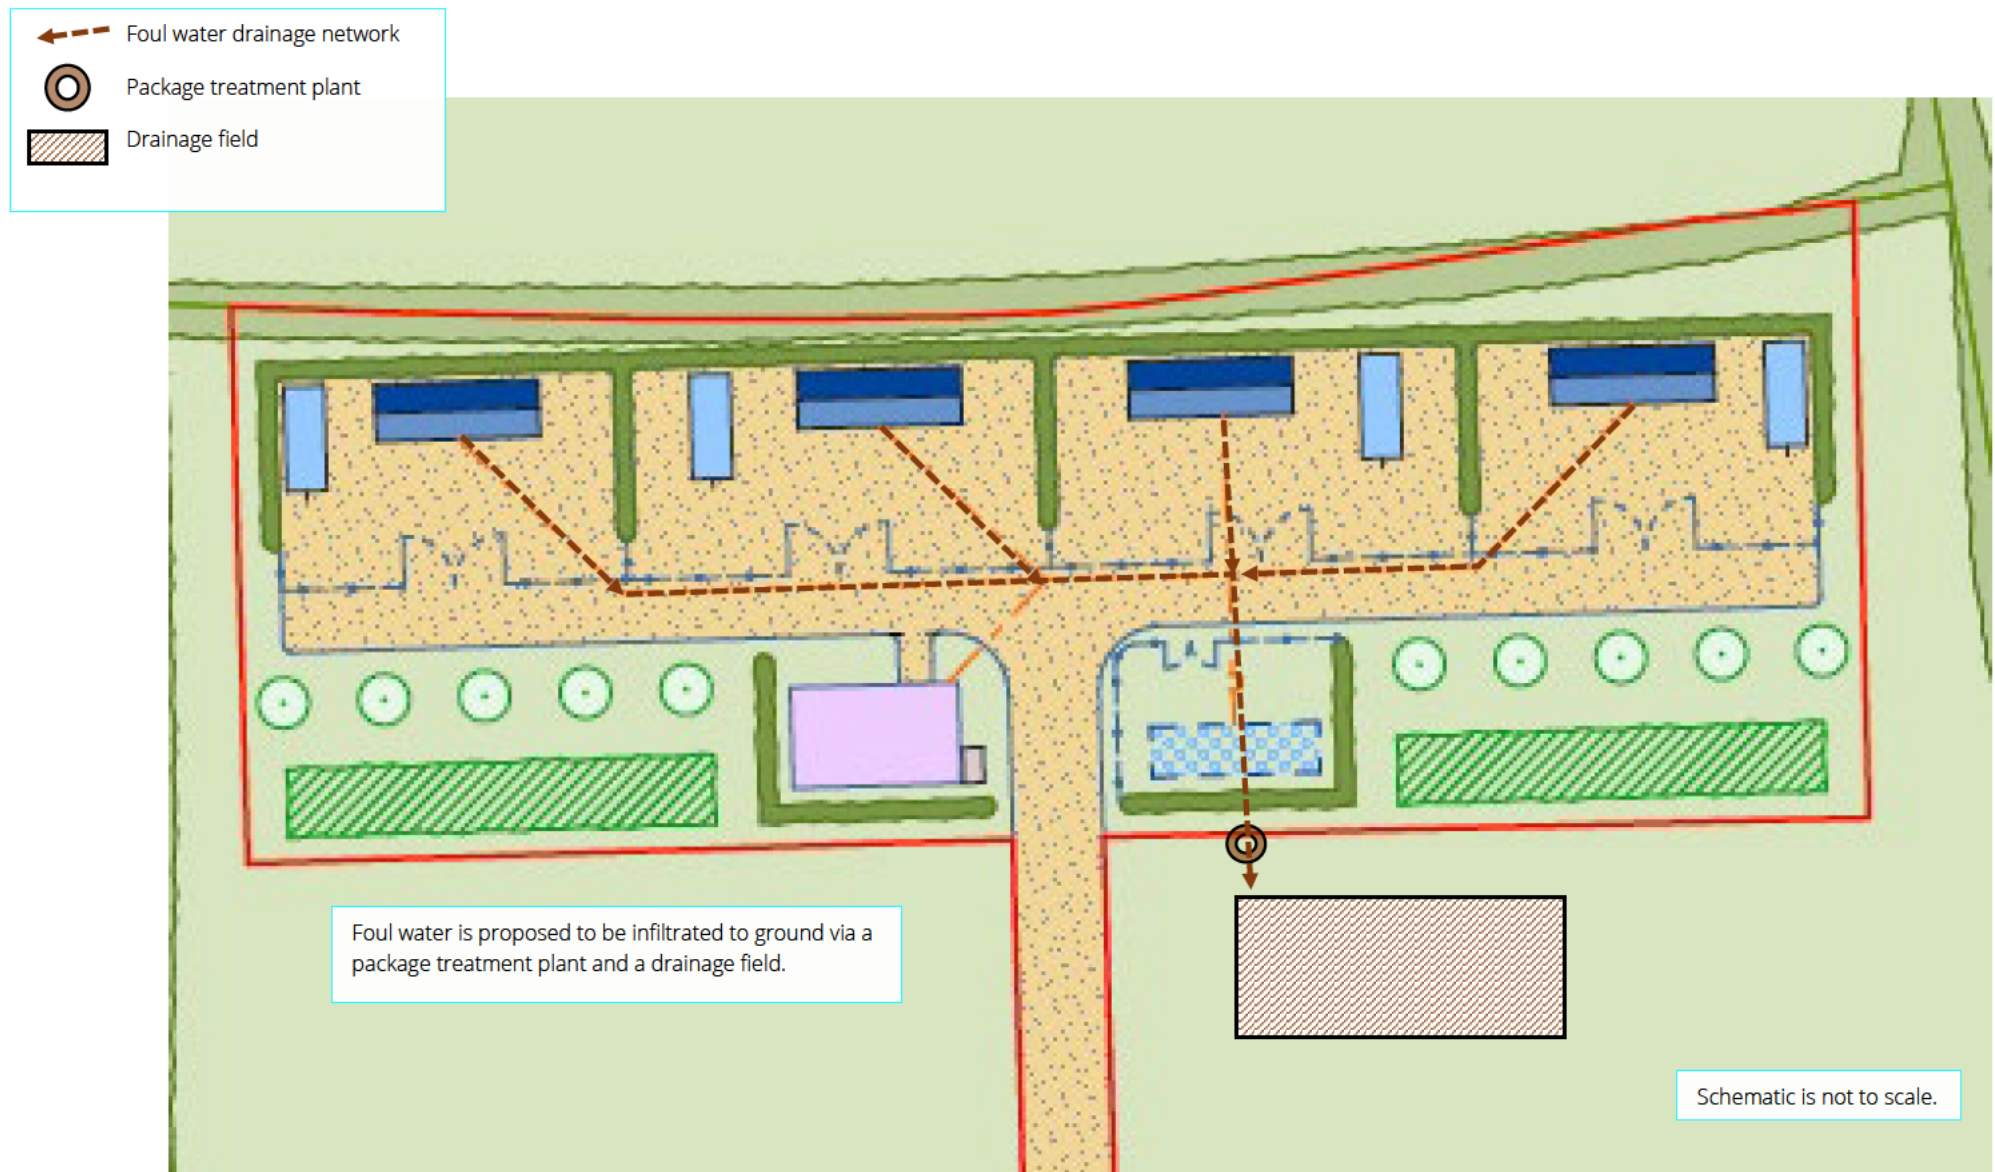 Foul water drainage network
Package treatment plant
Drainage field
Foul water is proposed to be infiltrated to ground via a
package treatment plant and a drainage field.
Schematic is not to scale.